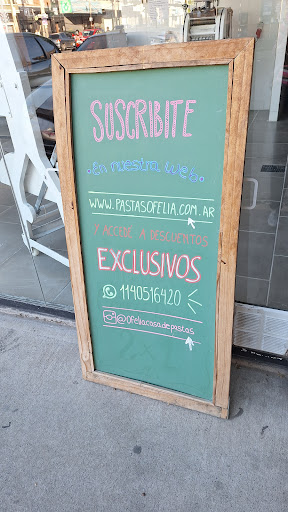 SUSCRIBITE
·En nuestra web·
WWW.PASTASOFELIA.COM.AR
Y ACCEDE A DESCUENTOS
EXCLUSIVOS
1140516420
@ofeliacasadepastas